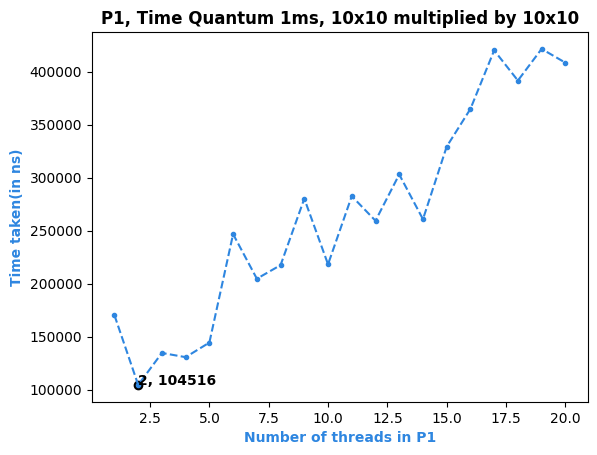 P1, Time Quantum 1ms, 10x10 multiplied by 10x10
Time taken(in ns)
400000
350000
300000
250000
200000
150000
100000
2, 104516
2.5 5.0 7.5 10.0 12.5 15.0 17.5 20.0
Number of threads in P1